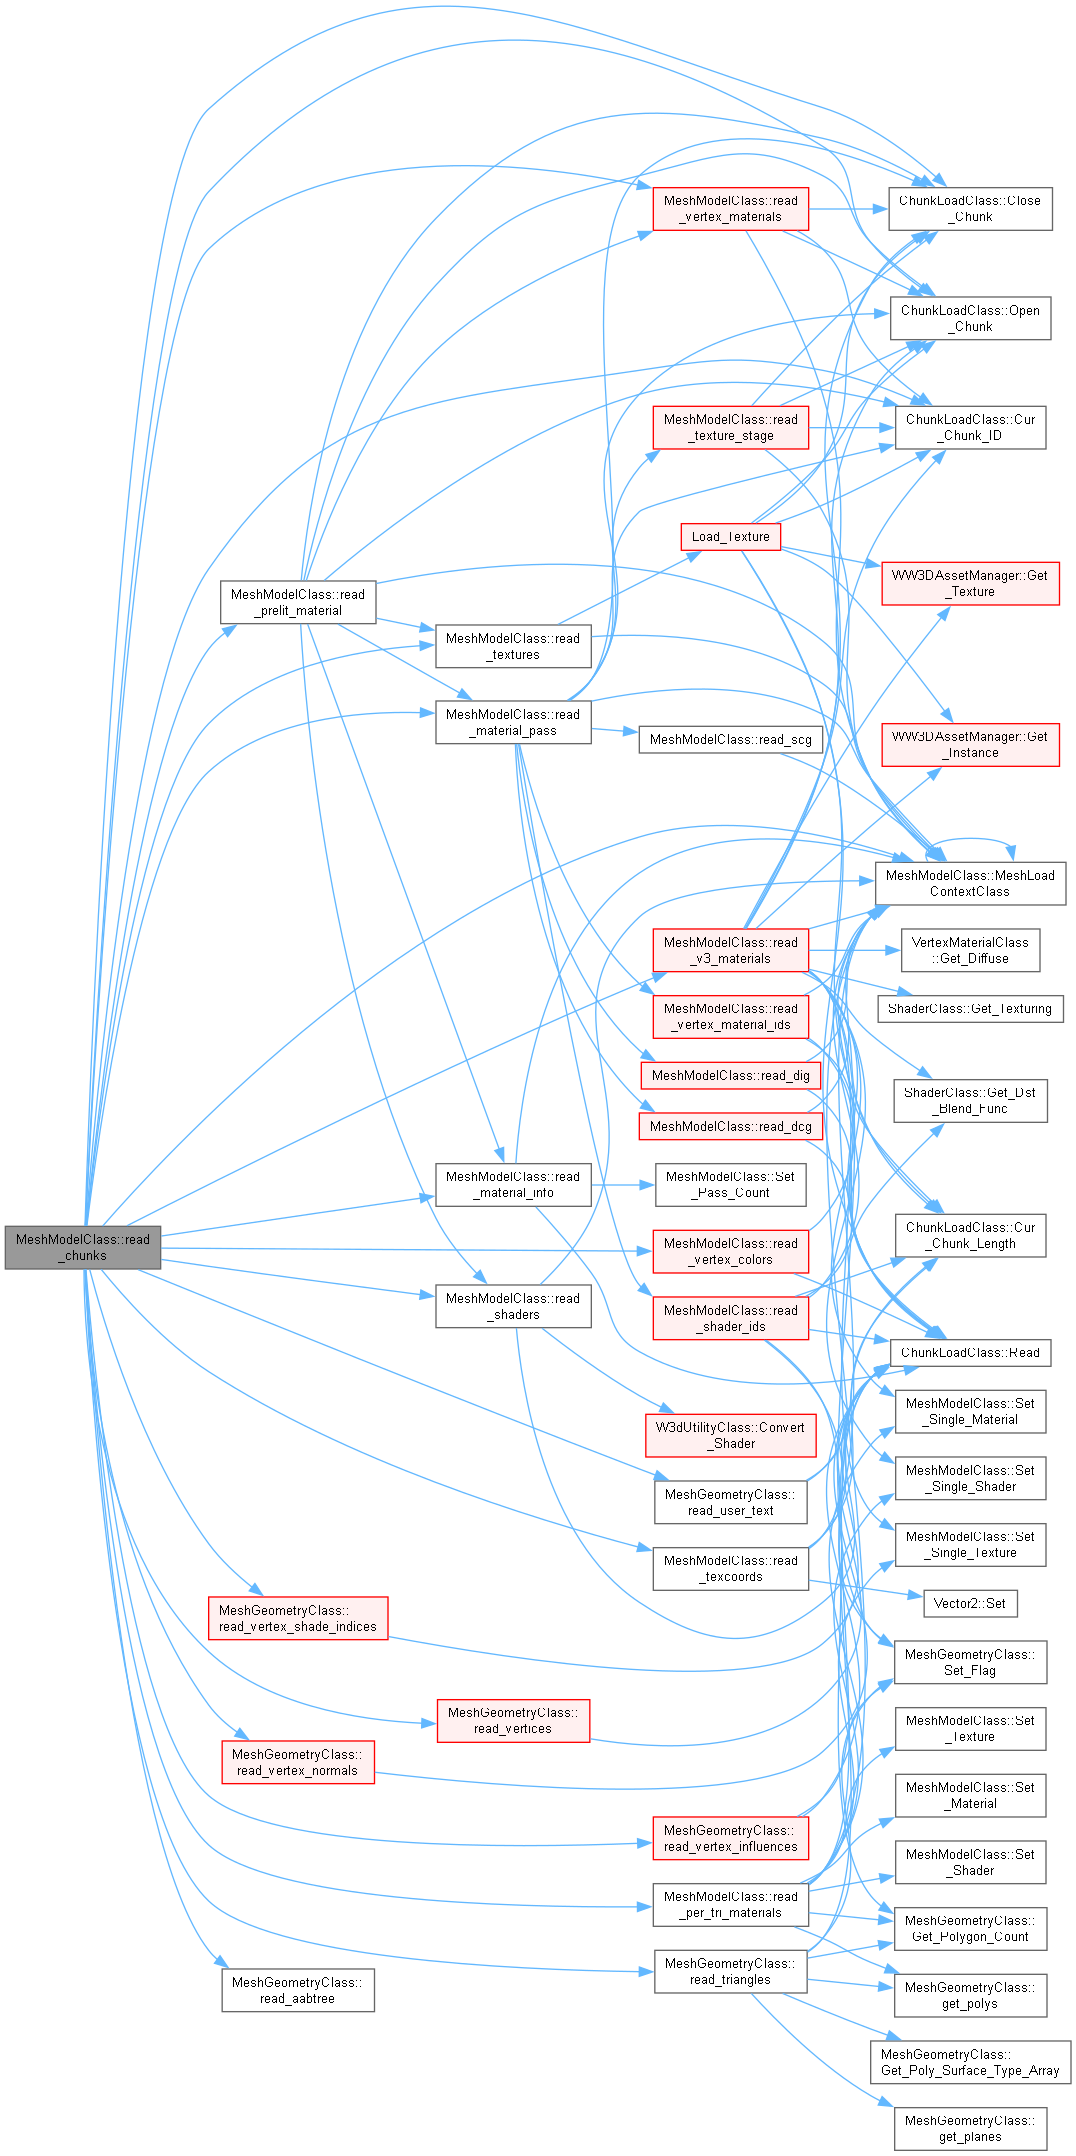 MeshModelClass::read
_vertex_materials
ChunkLoadClass::Close
_Chunk
ChunkLoadClass::Open
_Chunk
MeshModelClass::read
_texture_stage
ChunkLoadClass::Cur
_Chunk_ID
Load_Texture
WW3DAssetManager::Get
_Texture
MeshModelClass::read
_prelit_material
MeshModelClass::read
_textures
MeshModelClass::read
_material_pass
MeshModelClass::read_scg
WW3DAssetManager::Get
_Instance
MeshModelClass::MeshLoad
ContextClass
MeshModelClass::read
_v3_materials
VertexMaterialClass
::Get_Diffuse
MeshModelClass::read
_vertex_material_ids
ShaderClass::Get_Texturing
MeshModelClass::read_dig
ShaderClass::Get_Dst
_Blend_Func
MeshModelClass::read_dcg
MeshModelClass::read
_material_info
MeshModelClass::Set
_Pass_Count
MeshModelClass::read
_chunks
MeshModelClass::read
_vertex_colors
ChunkLoadClass::Cur
_Chunk_Length
MeshModelClass::read
_shaders
MeshModelClass::read
_shader_ids
ChunkLoadClass::Read
W3dUtilityClass::Convert
_Shader
MeshModelClass::Set
_Single_Material
MeshGeometryClass::
read_user_text
MeshModelClass::Set
_Single_Shader
MeshModelClass::read
_texcoords
MeshModelClass::Set
_Single_Texture
MeshGeometryClass::
read_vertex_shade_indices
Vector2::Set
MeshGeometryClass::
Set_Flag
MeshGeometryClass::
read_vertices
MeshModelClass::Set
_Texture
MeshGeometryClass::
read_vertex_normals
MeshModelClass::Set
_Material
MeshGeometryClass::
read_vertex_influences
MeshModelClass::Set
_Shader
MeshModelClass::read
_per_tri_materials
MeshGeometryClass::
Get_Polygon_Count
MeshGeometryClass::
read_triangles
MeshGeometryClass::
read_aabtree
MeshGeometryClass::
get_polys
MeshGeometryClass::
Get_Poly_Surface_Type_Array
MeshGeometryClass::
get_planes